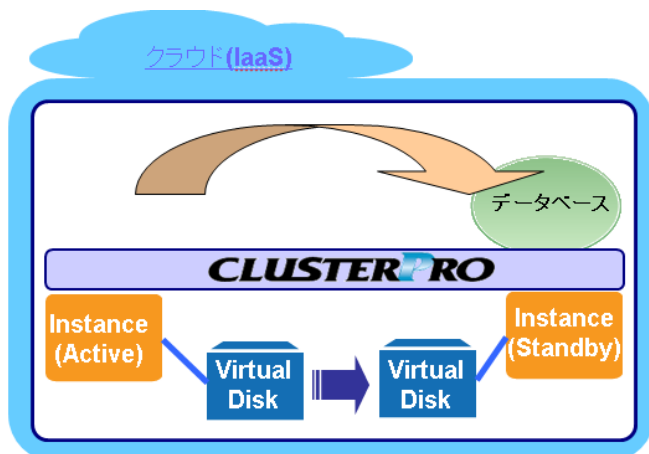 クラウド(IaaS)
データベース
CLUSTERPRO
Instance
(Active)
Virtual
Disk
Virtual
Disk
Instance
(Standby)